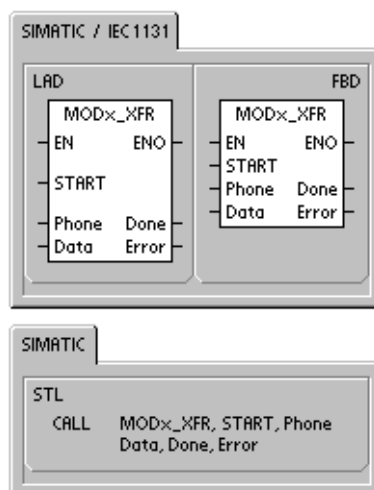 SIMATIC / IEC1131
LAD
FBD
MODx_XFR
EN ENO
START
Phone Done
Data Error
MODx_XFR
EN ENO
START
Phone Done
Data Error
SIMATIC
STL
CALL MODx_XFR, START, Phone
Data, Done, Error